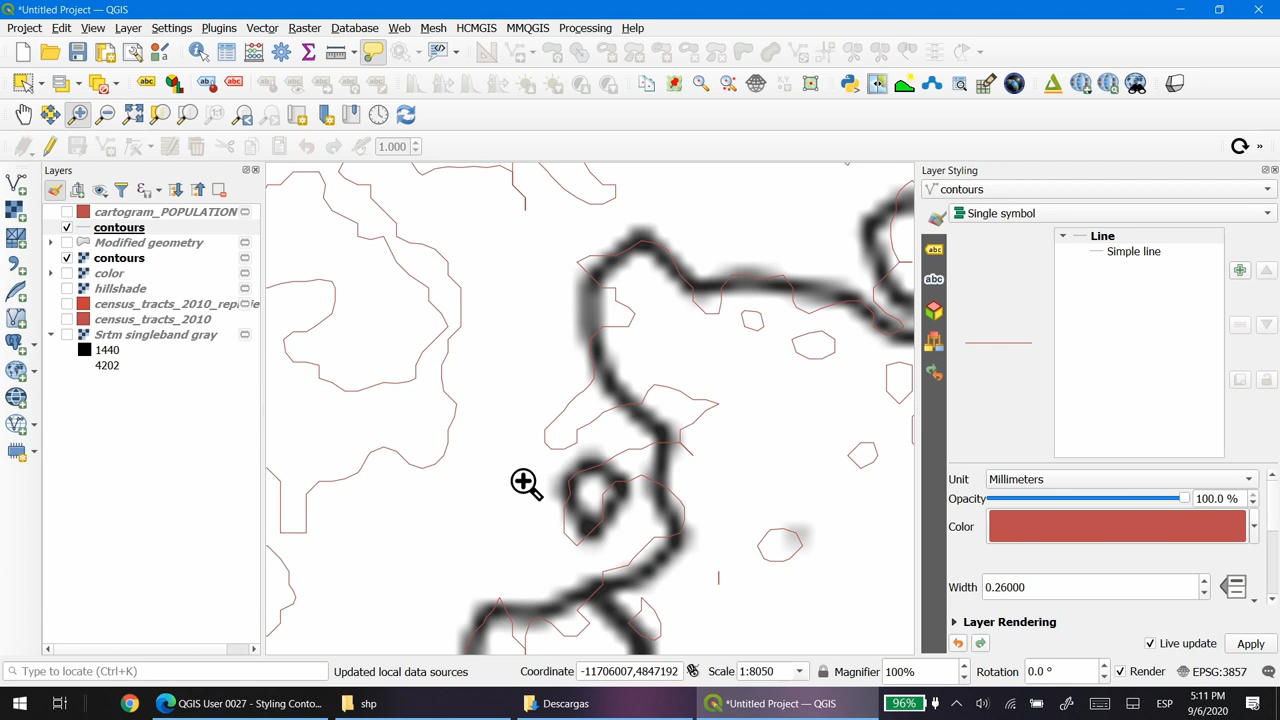 *Untitled Project — QGIS
Project Edit View Layer Settings Plugins Vector Raster Database Web Mesh HCMGIS MMQGIS Processing Help
1.000
Layers
cartogram_POPULATION
contours
Modified geometry
contours
color
hillshade
census_tracts_2010_repr
census_tracts_2010
Srtm singleband gray
1440
4202
Layer Styling
contours
Single symbol
Line
Simple line
Unit Millimeters
Opacity 100.0 %
Color
Width 0.26000
Layer Rendering
Live update Apply
Type to locate (Ctrl+K) Updated local data sources Coordinate -11706007,4847192 Scale 1:8050 Magnifier 100% Rotation 0.0 ° Render EPSG:3857
QGIS User 0027 - Styling Conto... shp Descargas *Untitled Project — QGIS 96% ESP 5:11 PM
9/6/2020